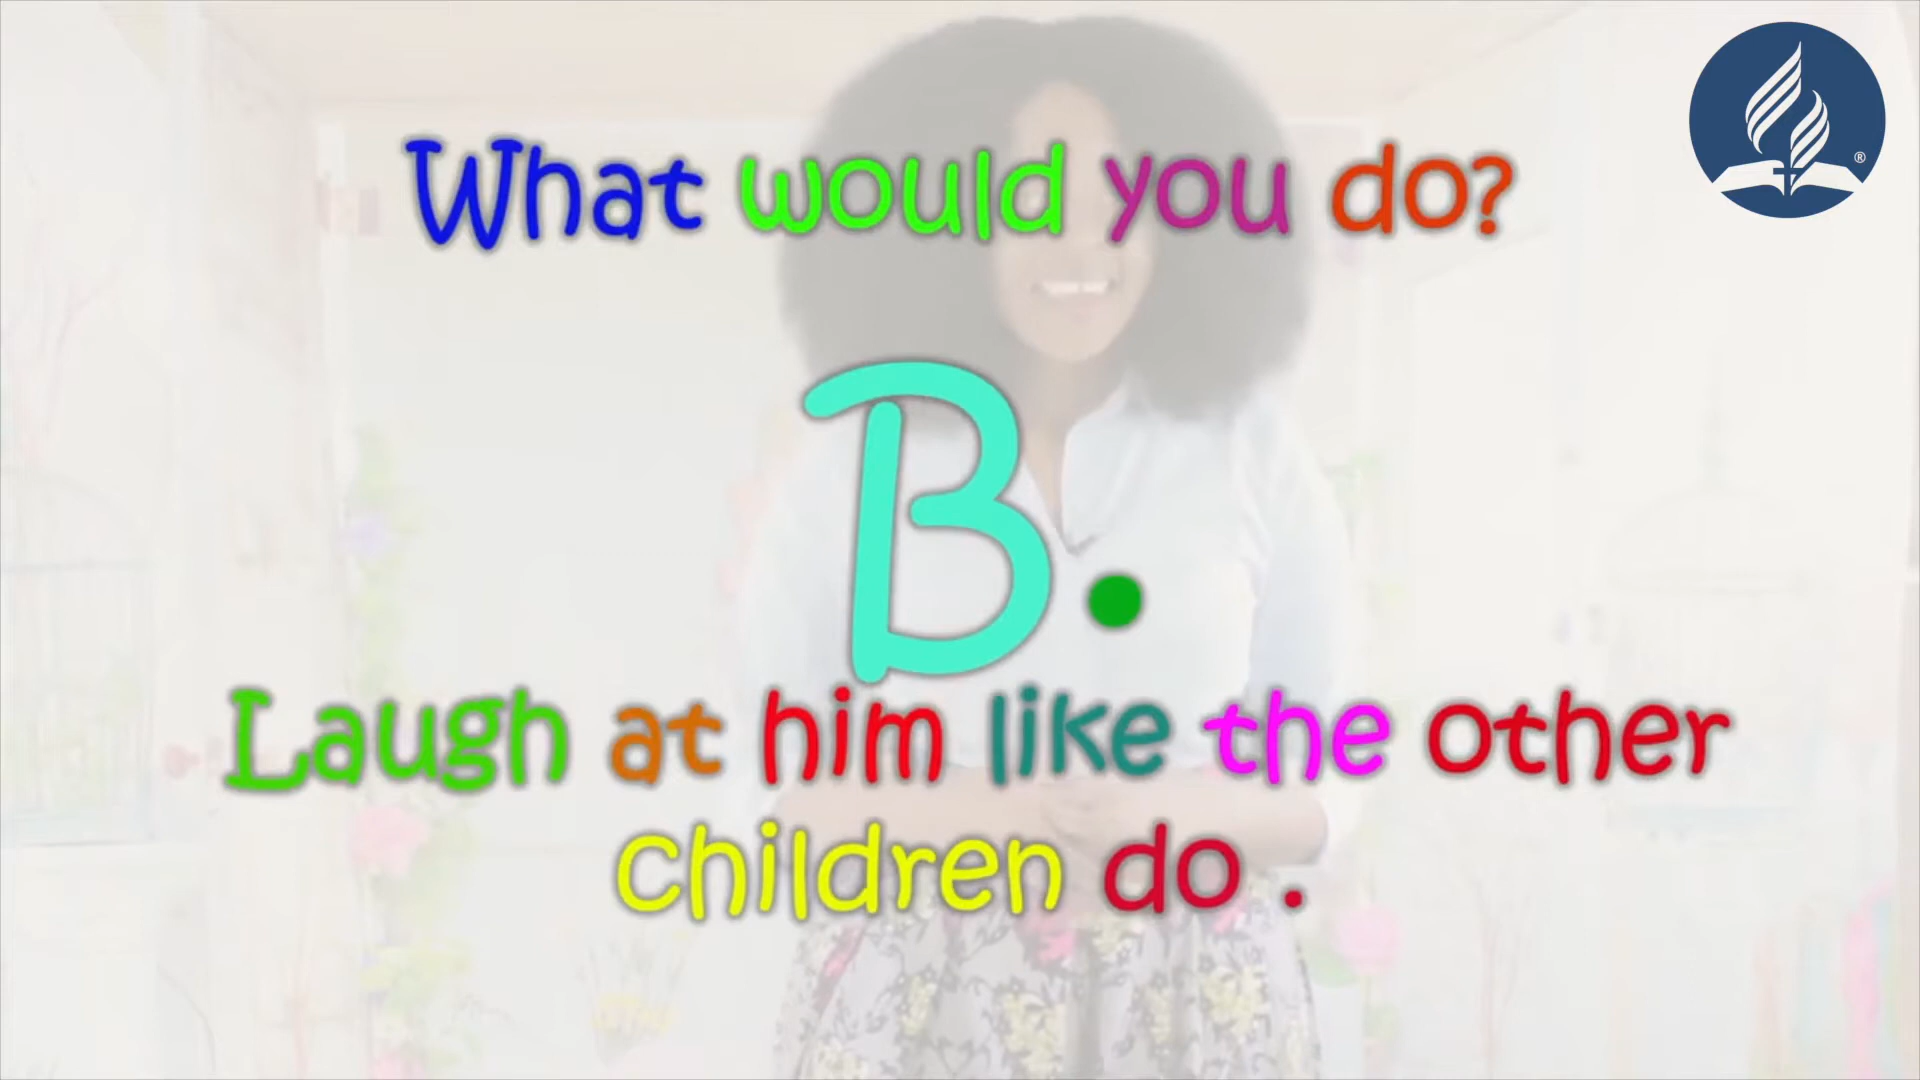 What would you do?
B.
Laugh at him like the other
children do .
®